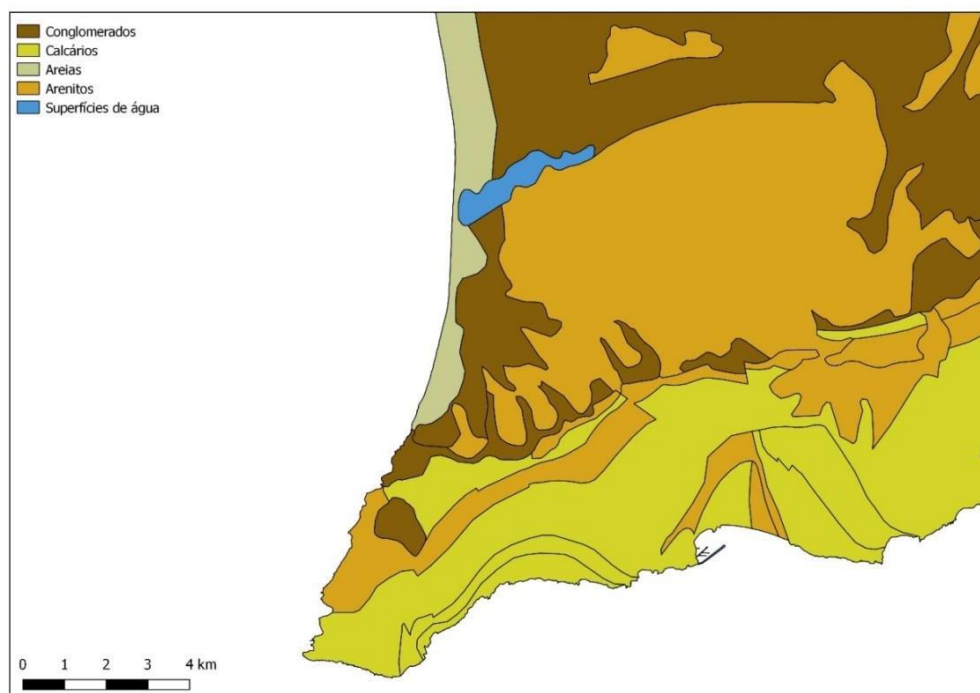 Conglomerados
Calcários
Areias
Arenitos
Superfícies de água
0 1 2 3 4 km